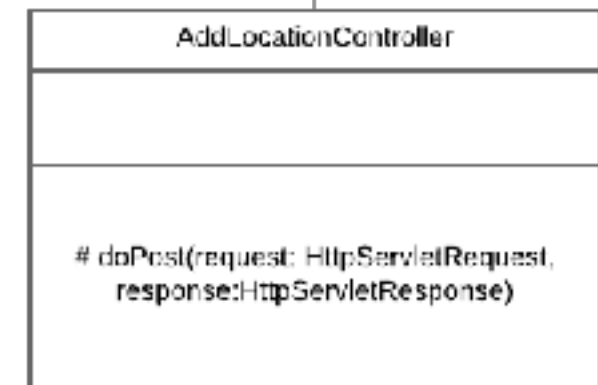 AddLocationController
# doPost(request: HttpServletRequest,
response:HttpServletResponse)